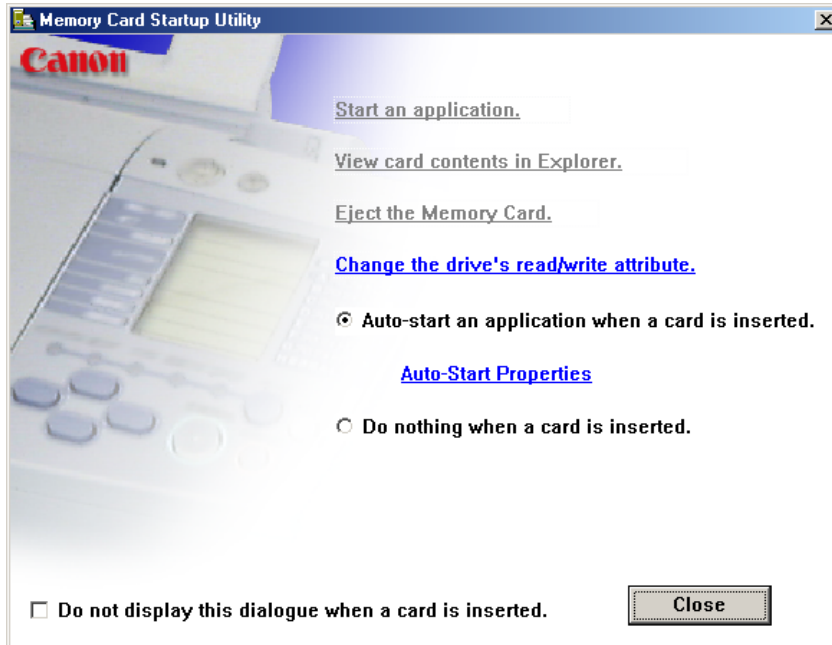 Memory Card Startup Utility
Canon
Start an application.
View card contents in Explorer.
Eject the Memory Card.
Change the drive's read/write attribute.
Auto-start an application when a card is inserted.
Auto-Start Properties
Do nothing when a card is inserted.
Do not display this dialogue when a card is inserted.
Close